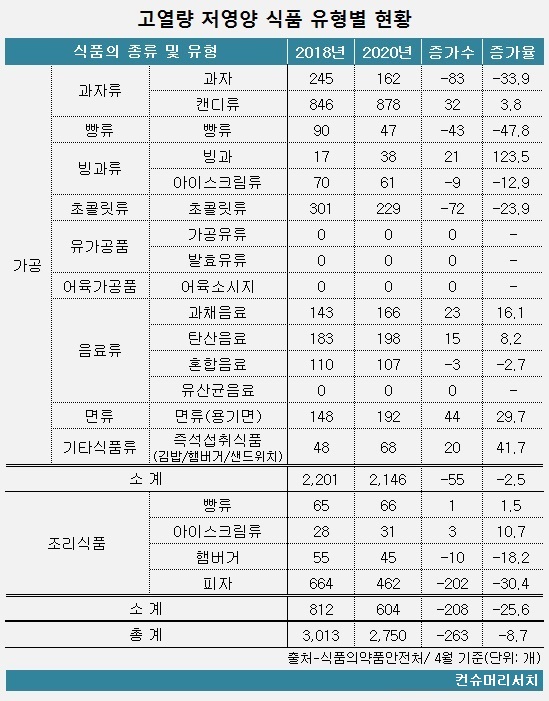 고열량 저영양 식품 유형별 현황
식품의 종류 및 유형 2018년 2020년 증가수 증가율
가공 과자류 과자 245 162 -83 -33.9
캔디류 846 878 32 3.8
빵류 빵류 90 47 -43 -47.8
빙과류 빙과 17 38 21 123.5
아이스크림류 70 61 -9 -12.9
초콜릿류 초콜릿류 301 229 -72 -23.9
유가공품 가공유류 0 0 0 -
발효유류 0 0 0 -
어육가공품 어육소시지 0 0 0 -
음료류 과채음료 143 166 23 16.1
탄산음료 183 198 15 8.2
혼합음료 110 107 -3 -2.7
유산균음료 0 0 0 -
면류 면류(용기면) 148 192 44 29.7
기타식품류 즉석섭취식품 48 68 20 41.7
(김밥/햄버거/샌드위치)
소 계 2,201 2,146 -55 -2.5
조리식품 빵류 65 66 1 1.5
아이스크림류 28 31 3 10.7
햄버거 55 45 -10 -18.2
피자 664 462 -202 -30.4
소 계 812 604 -208 -25.6
총 계 3,013 2,750 -263 -8.7
출처-식품의약품안전처/ 4월 기준(단위: 개)
컨슈머리서치